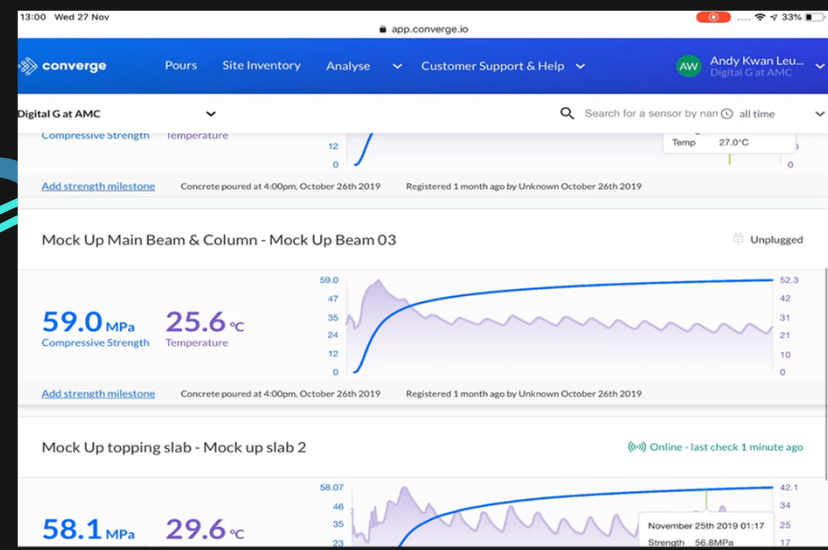 13:00 Wed 27 Nov
33%
app.converge.io
converge Pours Site Inventory Analyse Customer Support & Help AW Andy Kwan Leu...
Digital G at AMC
Digital G at AMC Search for a sensor by nam all time
Compressive Strength Temperature
12
0
Temp 27.0°C
0
Add strength milestone Concrete poured at 4:00pm, October 26th 2019 Registered 1 month ago by Unknown October 26th 2019
Mock Up Main Beam & Column - Mock Up Beam 03 Unplugged
59.0 MPa 25.6 °C
Compressive Strength Temperature
59.0
47
35
24
12
0
52.3
42
31
21
10
0
Add strength milestone Concrete poured at 4:00pm, October 26th 2019 Registered 1 month ago by Unknown October 26th 2019
Mock Up topping slab - Mock up slab 2 Online - last check 1 minute ago
58.1 MPa 29.6 °C
58.07
46
35
23
42.1
34
25
17
November 25th 2019 01:17
Strength 56.8MPa